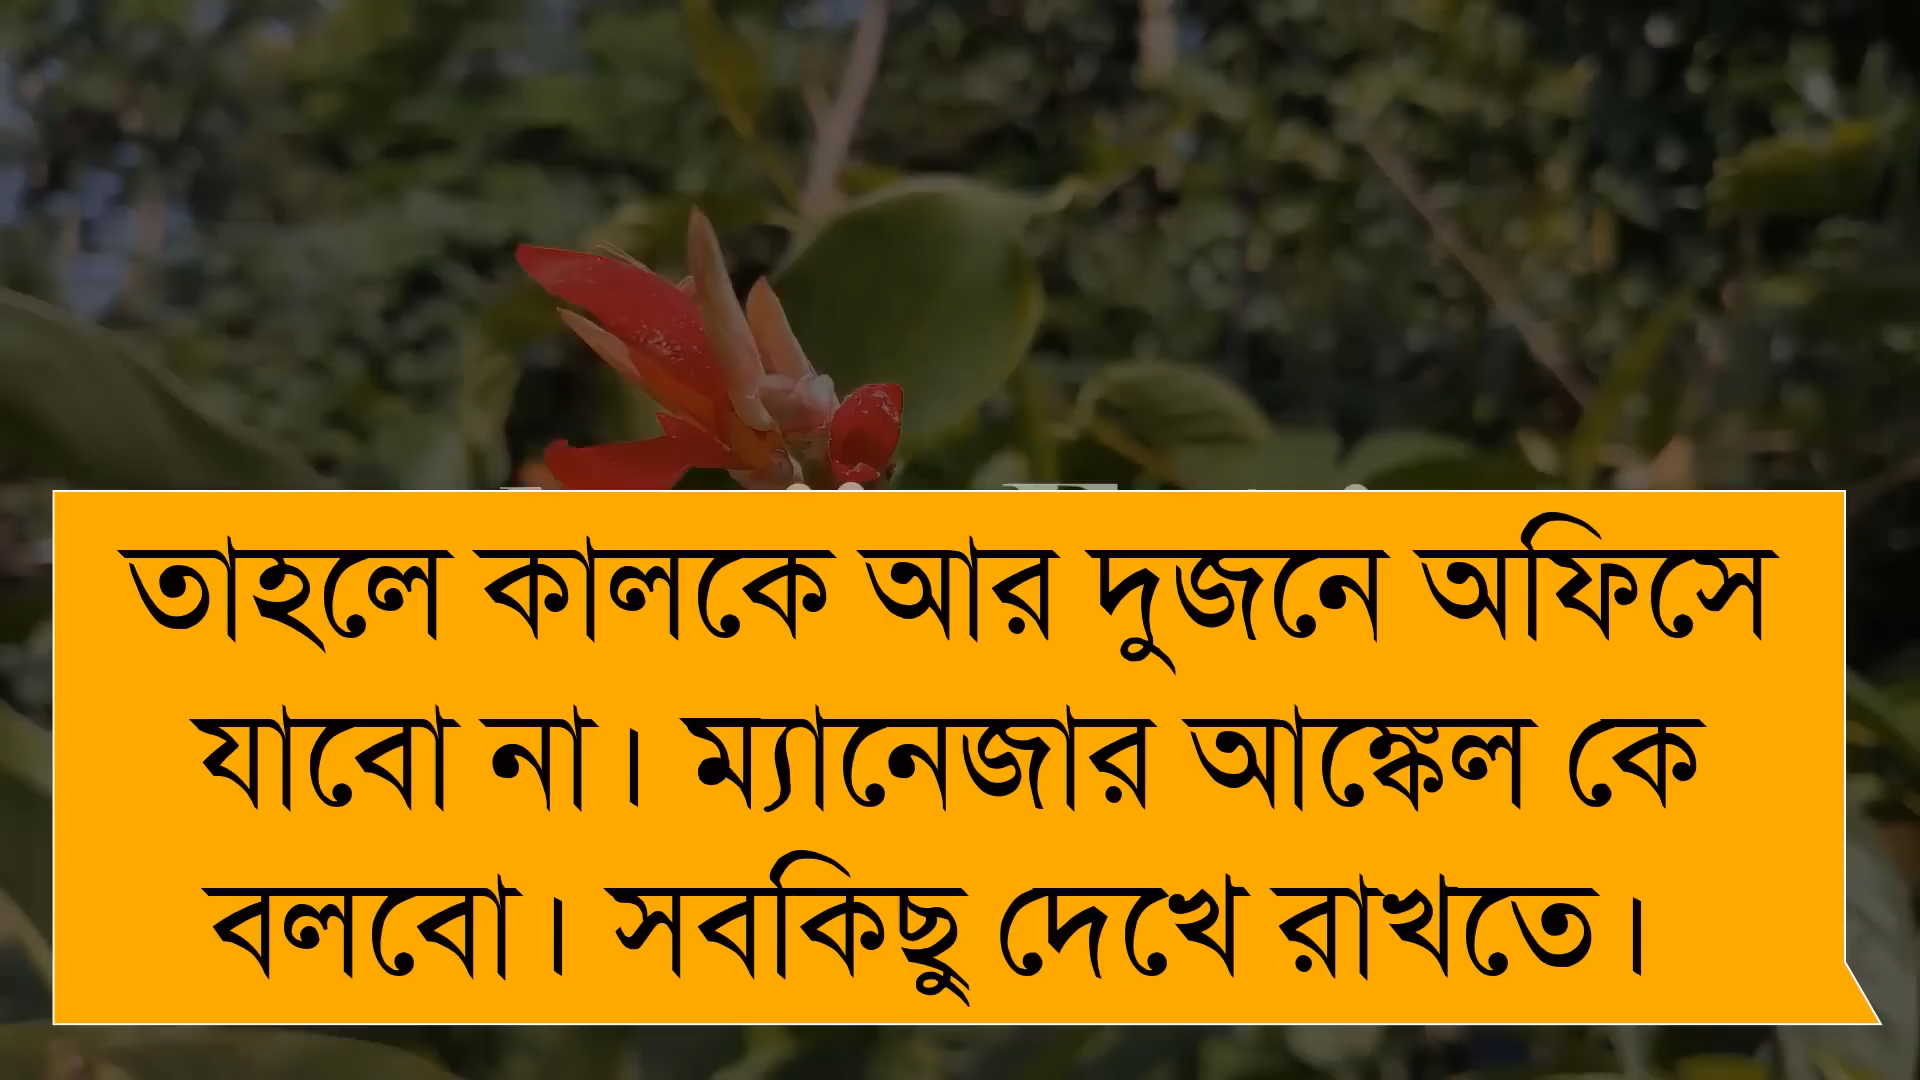 তাহলে কালকে আর দুজনে অফিসে
যাবো না। ম্যানেজার আঙ্কেল কে
বলবো। সবকিছু দেখে রাখতে।